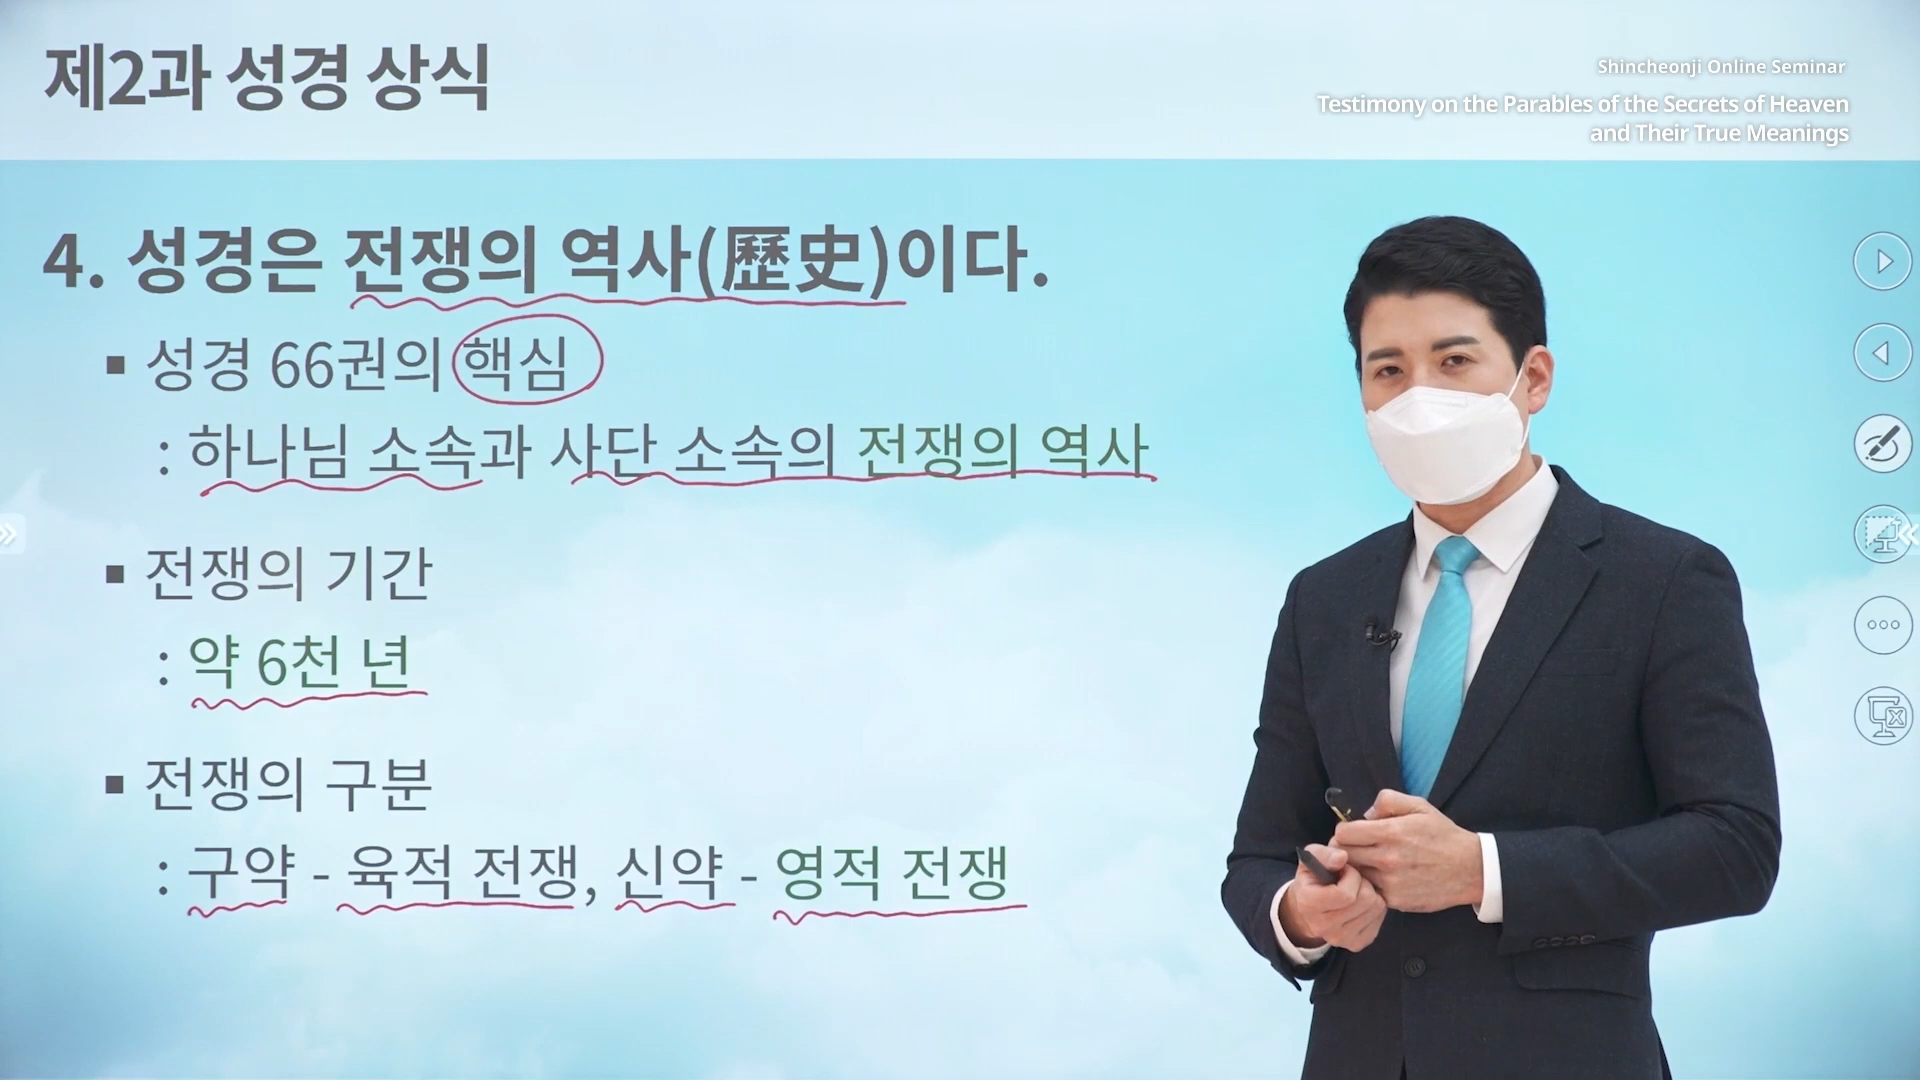 제2과 성경 상식
Shincheonji Online Seminar
Testimony on the Parables of the Secrets of Heaven
and Their True Meanings
4. 성경은 전쟁의 역사(歷史)이다.
▪ 성경 66권의 핵심
: 하나님 소속과 사단 소속의 전쟁의 역사
▪ 전쟁의 기간
: 약 6천 년
▪ 전쟁의 구분
: 구약 - 육적 전쟁, 신약 - 영적 전쟁